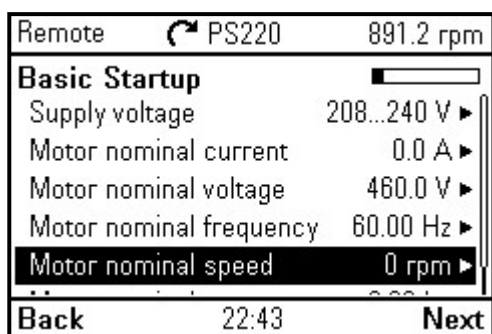 Remote PS220 891.2 rpm
Basic Startup
Supply voltage 208...240 V
Motor nominal current 0.0 A
Motor nominal voltage 460.0 V
Motor nominal frequency 60.00 Hz
Motor nominal speed 0 rpm
Back 22:43 Next